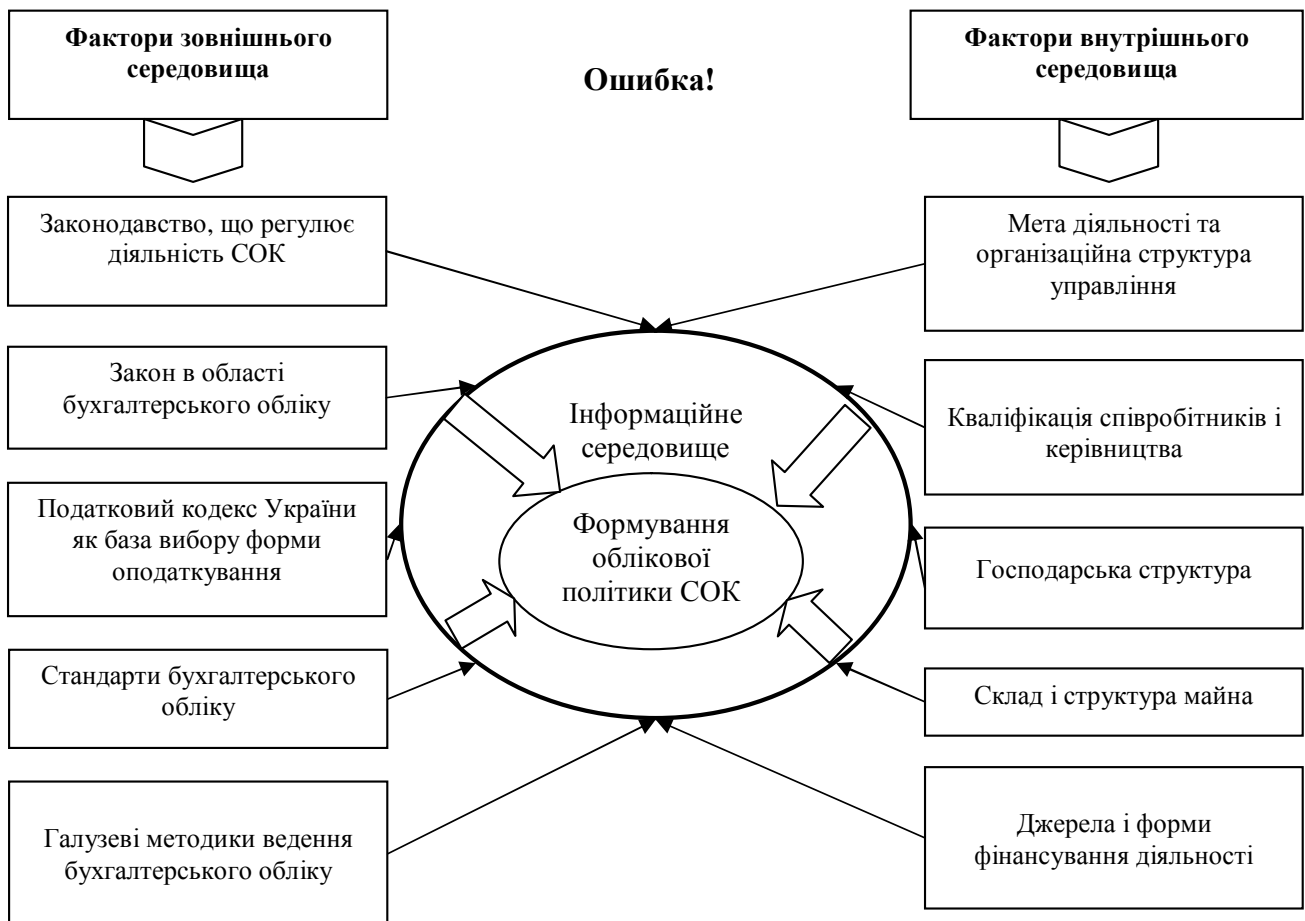 Фактори зовнішнього
середовища
Ошибка!
Фактори внутрішнього
середовища
Законодавство, що регулює
діяльність СОК
Мета діяльності та
організаційна структура
управління
Закон в області
бухгалтерського обліку
Інформаційне
середовище
Кваліфікація співробітників і
керівництва
Податковий кодекс України
як база вибору форми
оподаткування
Формування
облікової
політики СОК
Господарська структура
Стандарти бухгалтерського
обліку
Склад і структура майна
Галузеві методики ведення
бухгалтерського обліку
Джерела і форми
фінансування діяльності